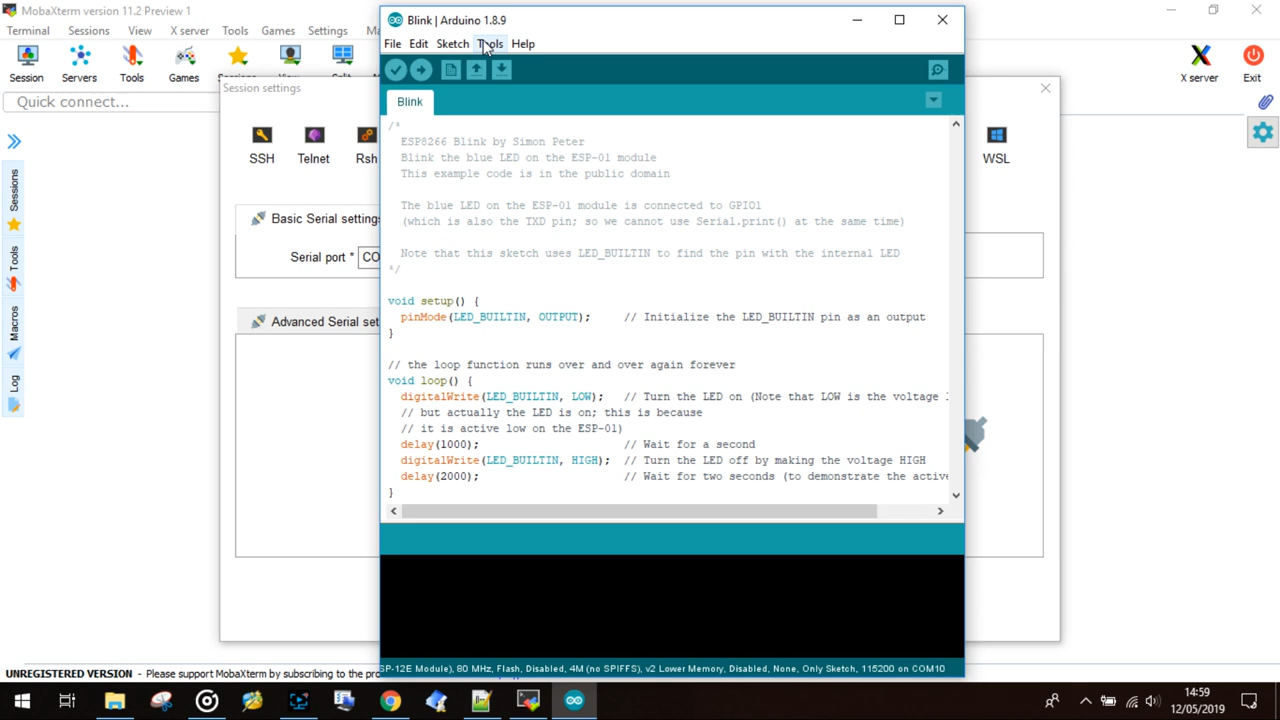 MobaXterm version 11.2 Preview 1
Terminal Sessions View X server Tools Games Settings
Session Servers Tools Games View Split
X server Exit
Quick connect...
Sessions
Tools
Macros
Log
Session settings
SSH Telnet Rsh WSL
Basic Serial settings
Serial port * CO
Advanced Serial set
Blink | Arduino 1.8.9
File Edit Sketch Tools Help
Blink
/*
ESP8266 Blink by Simon Peter
Blink the blue LED on the ESP-01 module
This example code is in the public domain
The blue LED on the ESP-01 module is connected to GPIO1
(which is also the TXD pin; so we cannot use Serial.print() at the same time)
Note that this sketch uses LED_BUILTIN to find the pin with the internal LED
*/
void setup() {
pinMode(LED_BUILTIN, OUTPUT); // Initialize the LED_BUILTIN pin as an output
}
// the loop function runs over and over again forever
void loop() {
digitalWrite(LED_BUILTIN, LOW); // Turn the LED on (Note that LOW is the voltage l
// but actually the LED is on; this is because
// it is active low on the ESP-01)
delay(1000); // Wait for a second
digitalWrite(LED_BUILTIN, HIGH); // Turn the LED off by making the voltage HIGH
delay(2000); // Wait for two seconds (to demonstrate the active
}
SP-12E Module), 80 MHz, Flash, Disabled, 4M (no SPIFFS), v2 Lower Memory, Disabled, None, Only Sketch, 115200 on COM10
UNREGISTERED VERSION - Please support MobaXterm by subscribing to the pro
14:59
12/05/2019